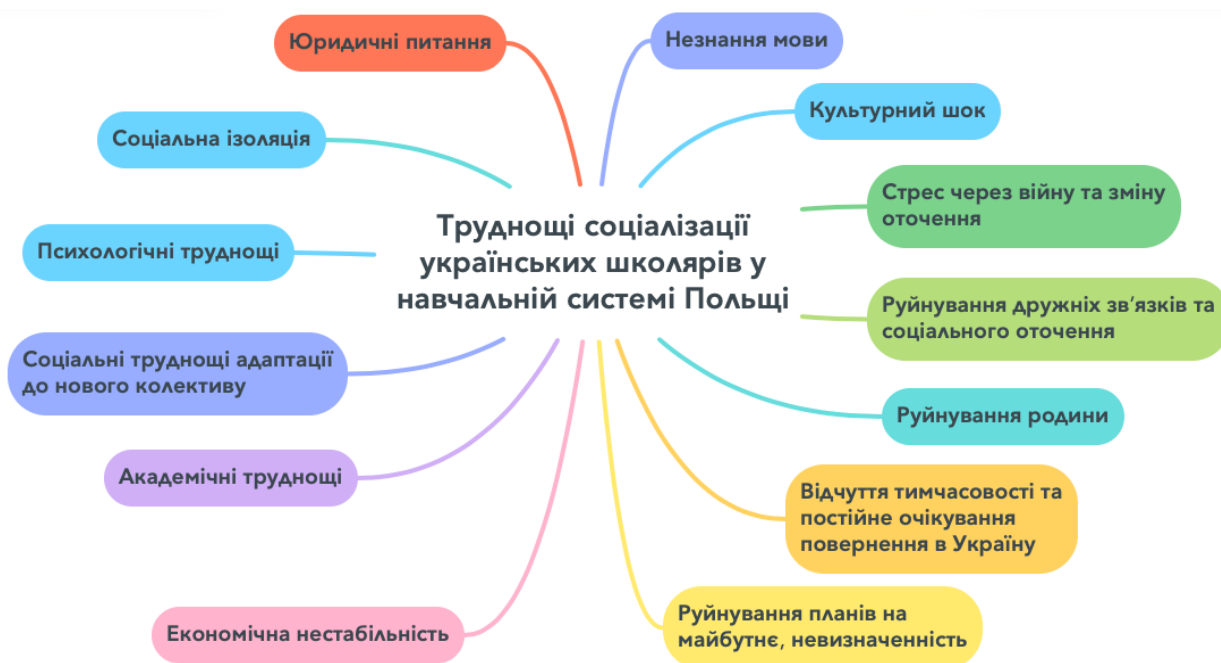 Юридичні питання
Незнання мови
Культурний шок
Соціальна ізоляція
Стрес через війну та зміну
оточення
Труднощі соціалізації
українських школярів у
навчальній системі Польщі
Психологічні труднощі
Руйнування дружніх зв’язків та
соціального оточення
Соціальні труднощі адаптації
до нового колективу
Руйнування родини
Академічні труднощі
Відчуття тимчасовості та
постійне очікування
повернення в Україну
Економічна нестабільність
Руйнування планів на
майбутнє, невизначенність